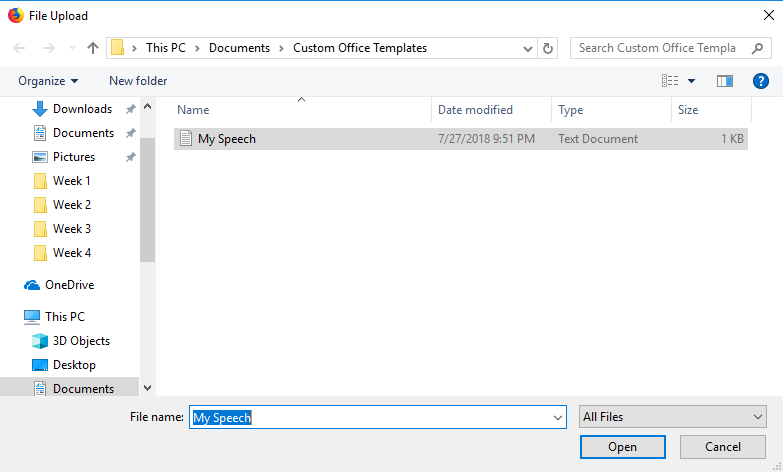 File Upload
This PC > Documents > Custom Office Templates
Search Custom Office Templa
Organize
New folder
Name Date modified Type Size
My Speech 7/27/2018 9:51 PM Text Document 1 KB
Downloads
Documents
Pictures
Week 1
Week 2
Week 3
Week 4
OneDrive
This PC
3D Objects
Desktop
Documents
File name: My Speech All Files
Open Cancel